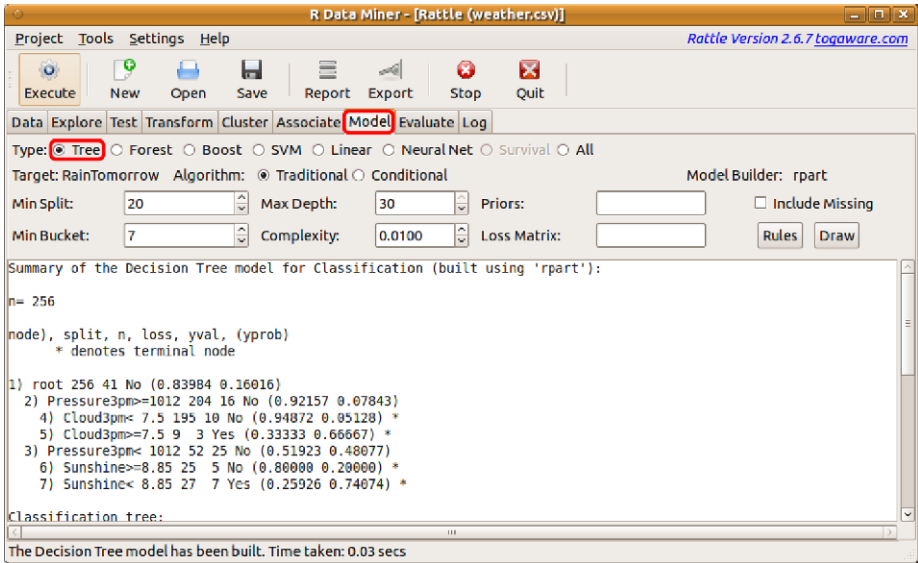 R Data Miner - [Rattle (weather.csv)]
Project Tools Settings Help Rattle Version 2.6.7 togaware.com
Execute New Open Save Report Export Stop Quit
Data Explore Test Transform Cluster Associate Model Evaluate Log
Type: Tree Forest Boost SVM Linear Neural Net Survival All
Target: RainTomorrow Algorithm: Traditional Conditional Model Builder: rpart
Min Split: 20 Max Depth: 30 Priors: Include Missing
Min Bucket: 7 Complexity: 0.0100 Loss Matrix: Rules Draw
Summary of the Decision Tree model for Classification (built using 'rpart'):
n= 256
node), split, n, loss, yval, (yprob)
* denotes terminal node
1) root 256 41 No (0.83984 0.16016)
2) Pressure3pm>=1012 204 16 No (0.92157 0.07843)
4) Cloud3pm< 7.5 195 10 No (0.94872 0.05128) *
5) Cloud3pm>=7.5 9 3 Yes (0.33333 0.66667) *
3) Pressure3pm< 1012 52 25 No (0.51923 0.48077)
6) Sunshine>=8.85 25 5 No (0.80000 0.20000) *
7) Sunshine< 8.85 27 7 Yes (0.25926 0.74074) *
Classification tree:
The Decision Tree model has been built. Time taken: 0.03 secs